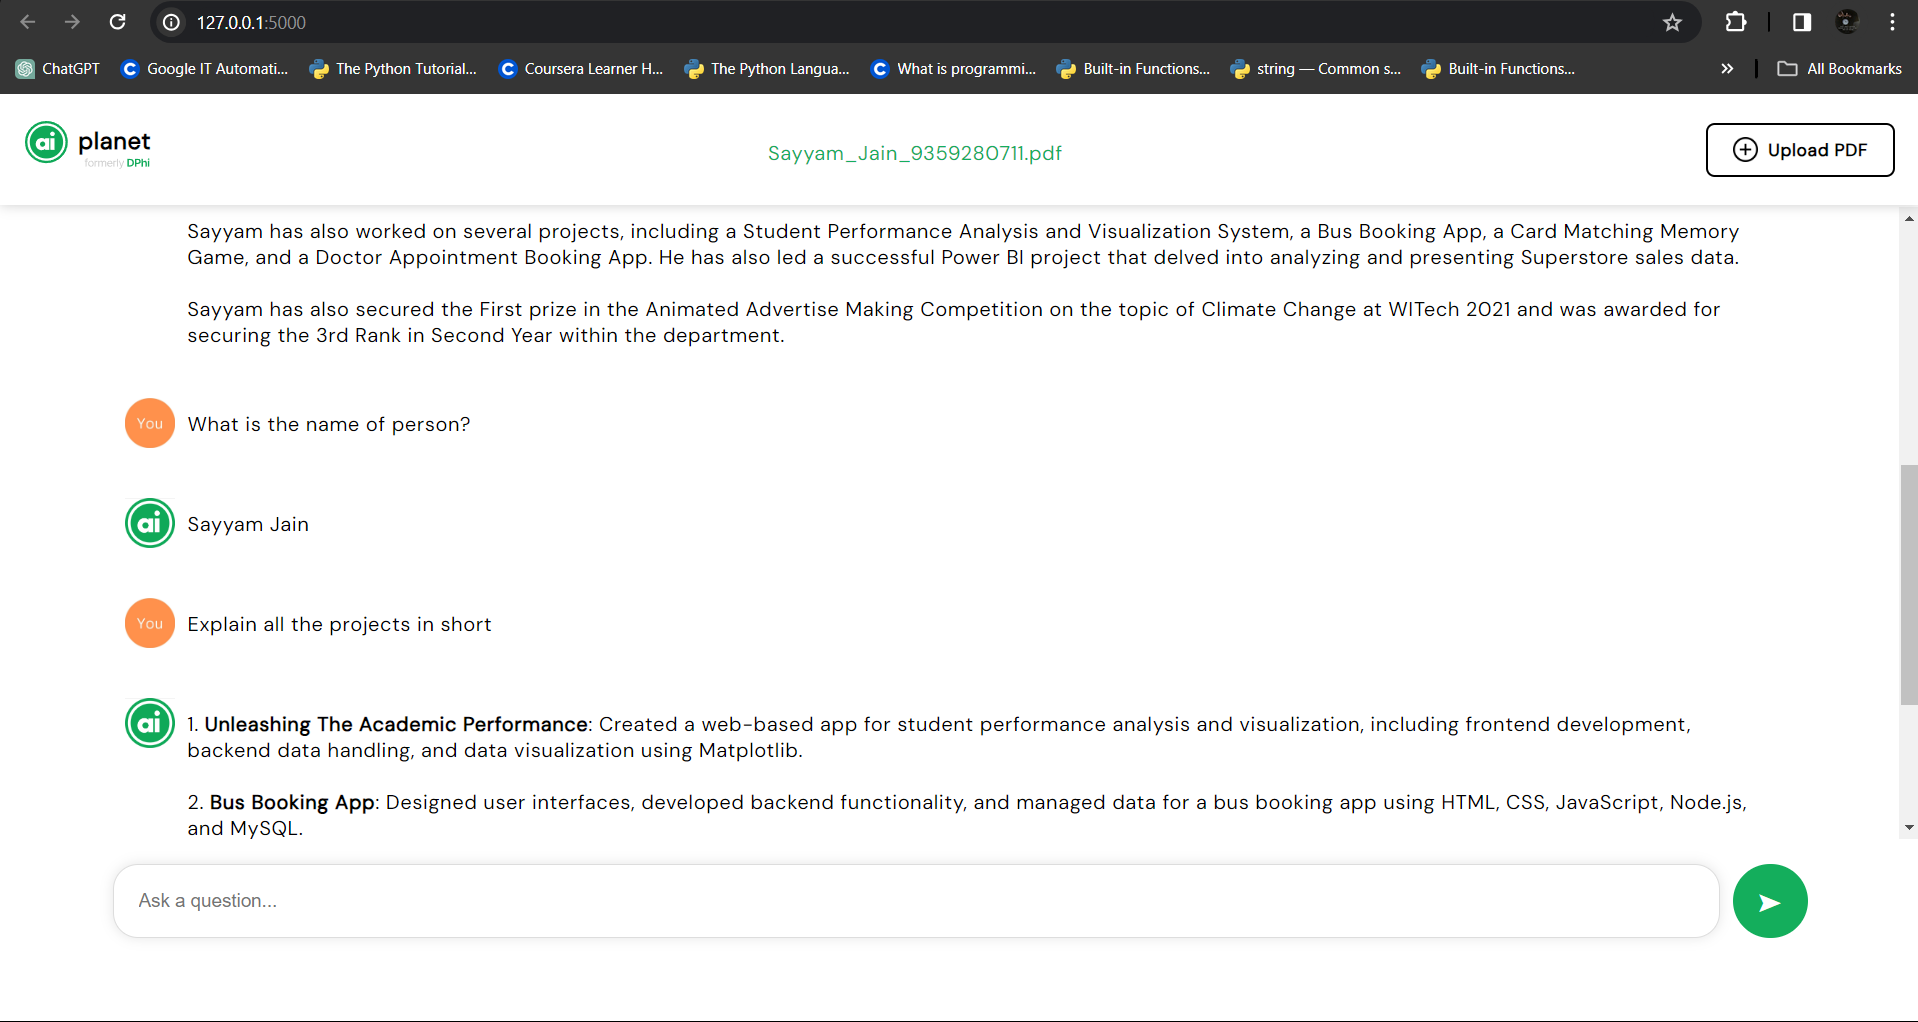 127.0.0.1:5000
ChatGPT
Google IT Automati...
The Python Tutorial...
Coursera Learner H...
The Python Langua...
What is programmi...
Built-in Functions...
string — Common s...
Built-in Functions...
»
All Bookmarks
ai planet
formerly DPhi
Sayyam_Jain_9359280711.pdf
Upload PDF
Sayyam has also worked on several projects, including a Student Performance Analysis and Visualization System, a Bus Booking App, a Card Matching Memory
Game, and a Doctor Appointment Booking App. He has also led a successful Power BI project that delved into analyzing and presenting Superstore sales data.
Sayyam has also secured the First prize in the Animated Advertise Making Competition on the topic of Climate Change at WITech 2021 and was awarded for
securing the 3rd Rank in Second Year within the department.
You What is the name of person?
ai Sayyam Jain
You Explain all the projects in short
ai 1. Unleashing The Academic Performance: Created a web-based app for student performance analysis and visualization, including frontend development,
backend data handling, and data visualization using Matplotlib.
2. Bus Booking App: Designed user interfaces, developed backend functionality, and managed data for a bus booking app using HTML, CSS, JavaScript, Node.js,
and MySQL.
Ask a question...